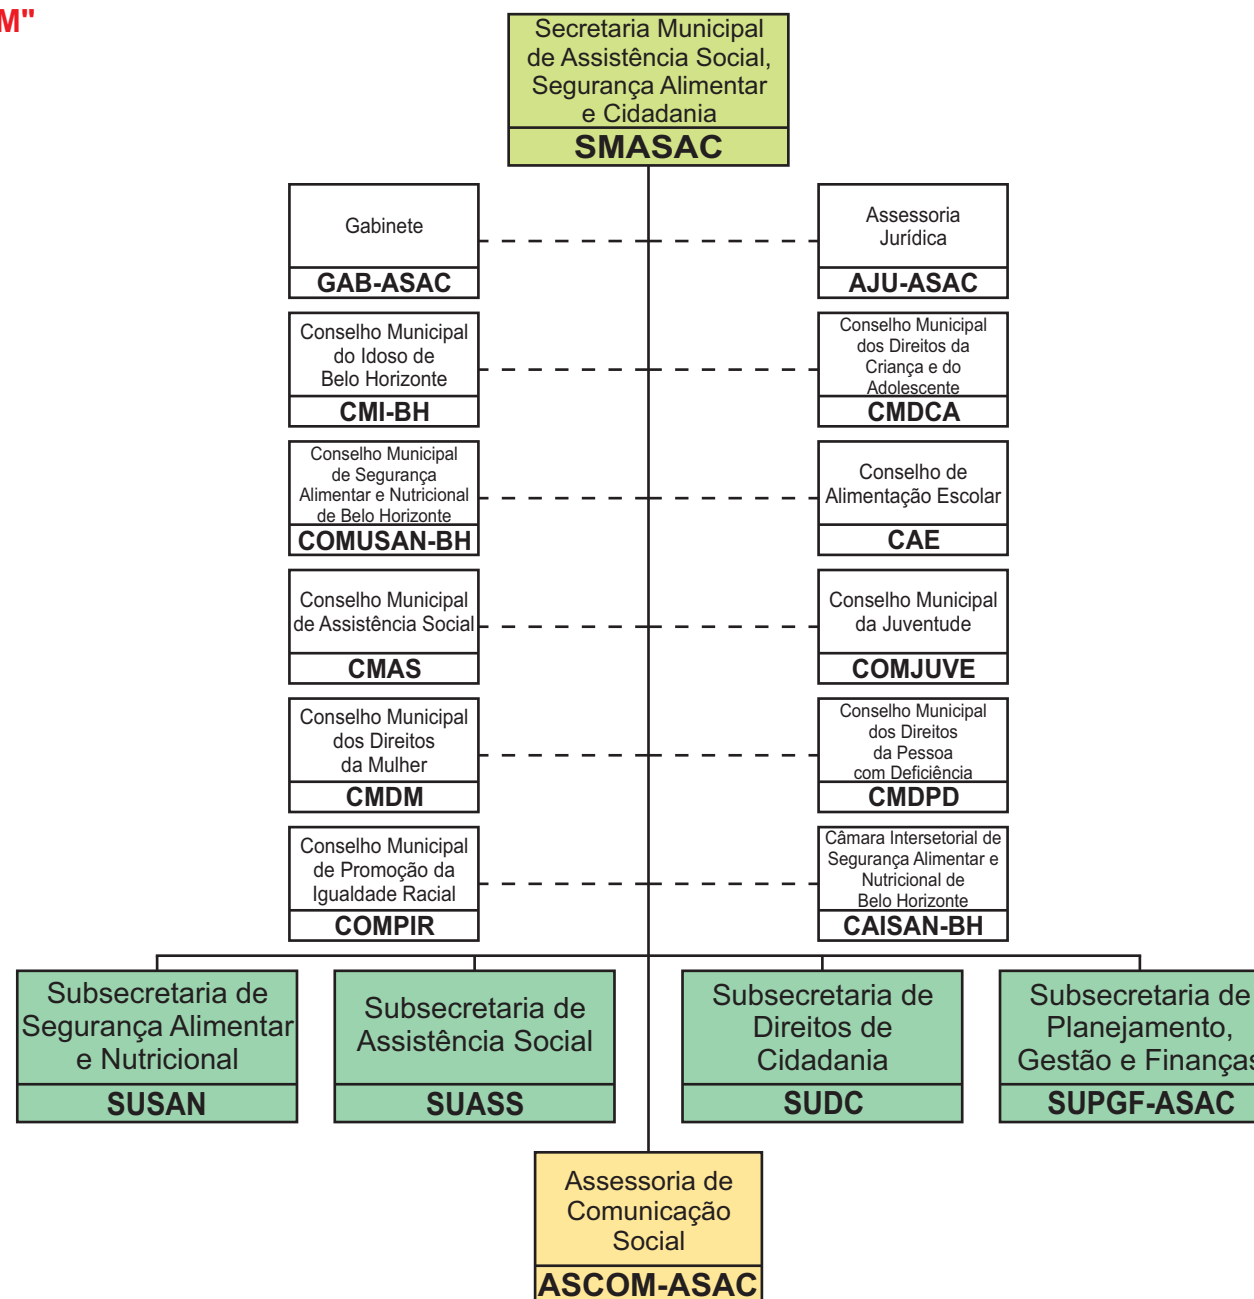 M"
Secretaria Municipal
de Assistência Social,
Segurança Alimentar
e Cidadania
SMASAC
Gabinete
GAB-ASAC
Assessoria
Jurídica
AJU-ASAC
Conselho Municipal
do Idoso de
Belo Horizonte
CMI-BH
Conselho Municipal
dos Direitos da
Criança e do
Adolescente
CMDCA
Conselho Municipal
de Segurança
Alimentar e Nutricional
de Belo Horizonte
COMUSAN-BH
Conselho de
Alimentação Escolar
CAE
Conselho Municipal
de Assistência Social
CMAS
Conselho Municipal
da Juventude
COMJUVE
Conselho Municipal
dos Direitos
da Mulher
CMDM
Conselho Municipal
dos Direitos
da Pessoa
com Deficiência
CMDPD
Conselho Municipal
de Promoção da
Igualdade Racial
COMPIR
Câmara Intersetorial de
Segurança Alimentar e
Nutricional de
Belo Horizonte
CAISAN-BH
Subsecretaria de
Segurança Alimentar
e Nutricional
SUSAN
Subsecretaria de
Assistência Social
SUASS
Subsecretaria de
Direitos de
Cidadania
SUDC
Subsecretaria de
Planejamento,
Gestão e Finanças
SUPGF-ASAC
Assessoria de
Comunicação
Social
ASCOM-ASAC